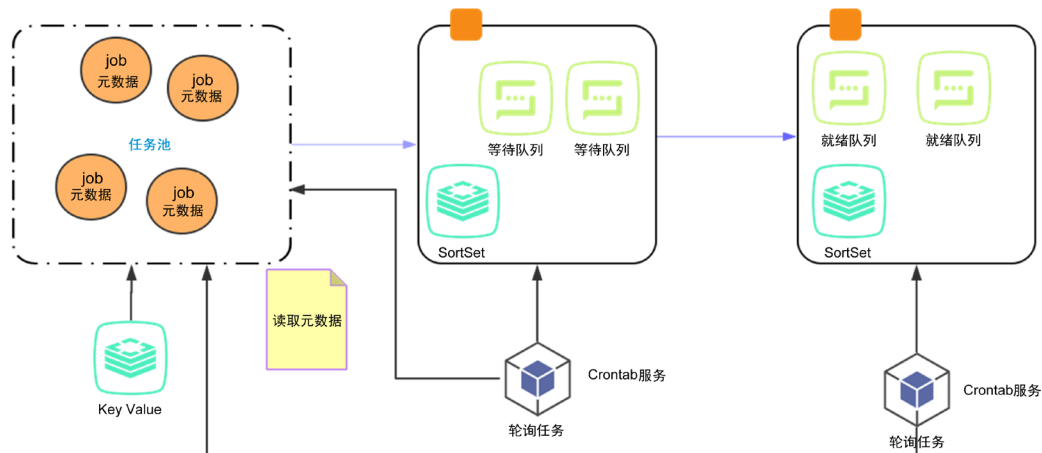 job
元数据
job
元数据
任务池
job
元数据
job
元数据
Key Value
读取元数据
等待队列
等待队列
SortSet
Crontab服务
轮询任务
就绪队列
就绪队列
SortSet
Crontab服务
轮询任务